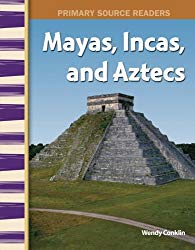 PRIMARY SOURCE READERS
Mayas, Incas,
and Aztecs
Wendy Conklin